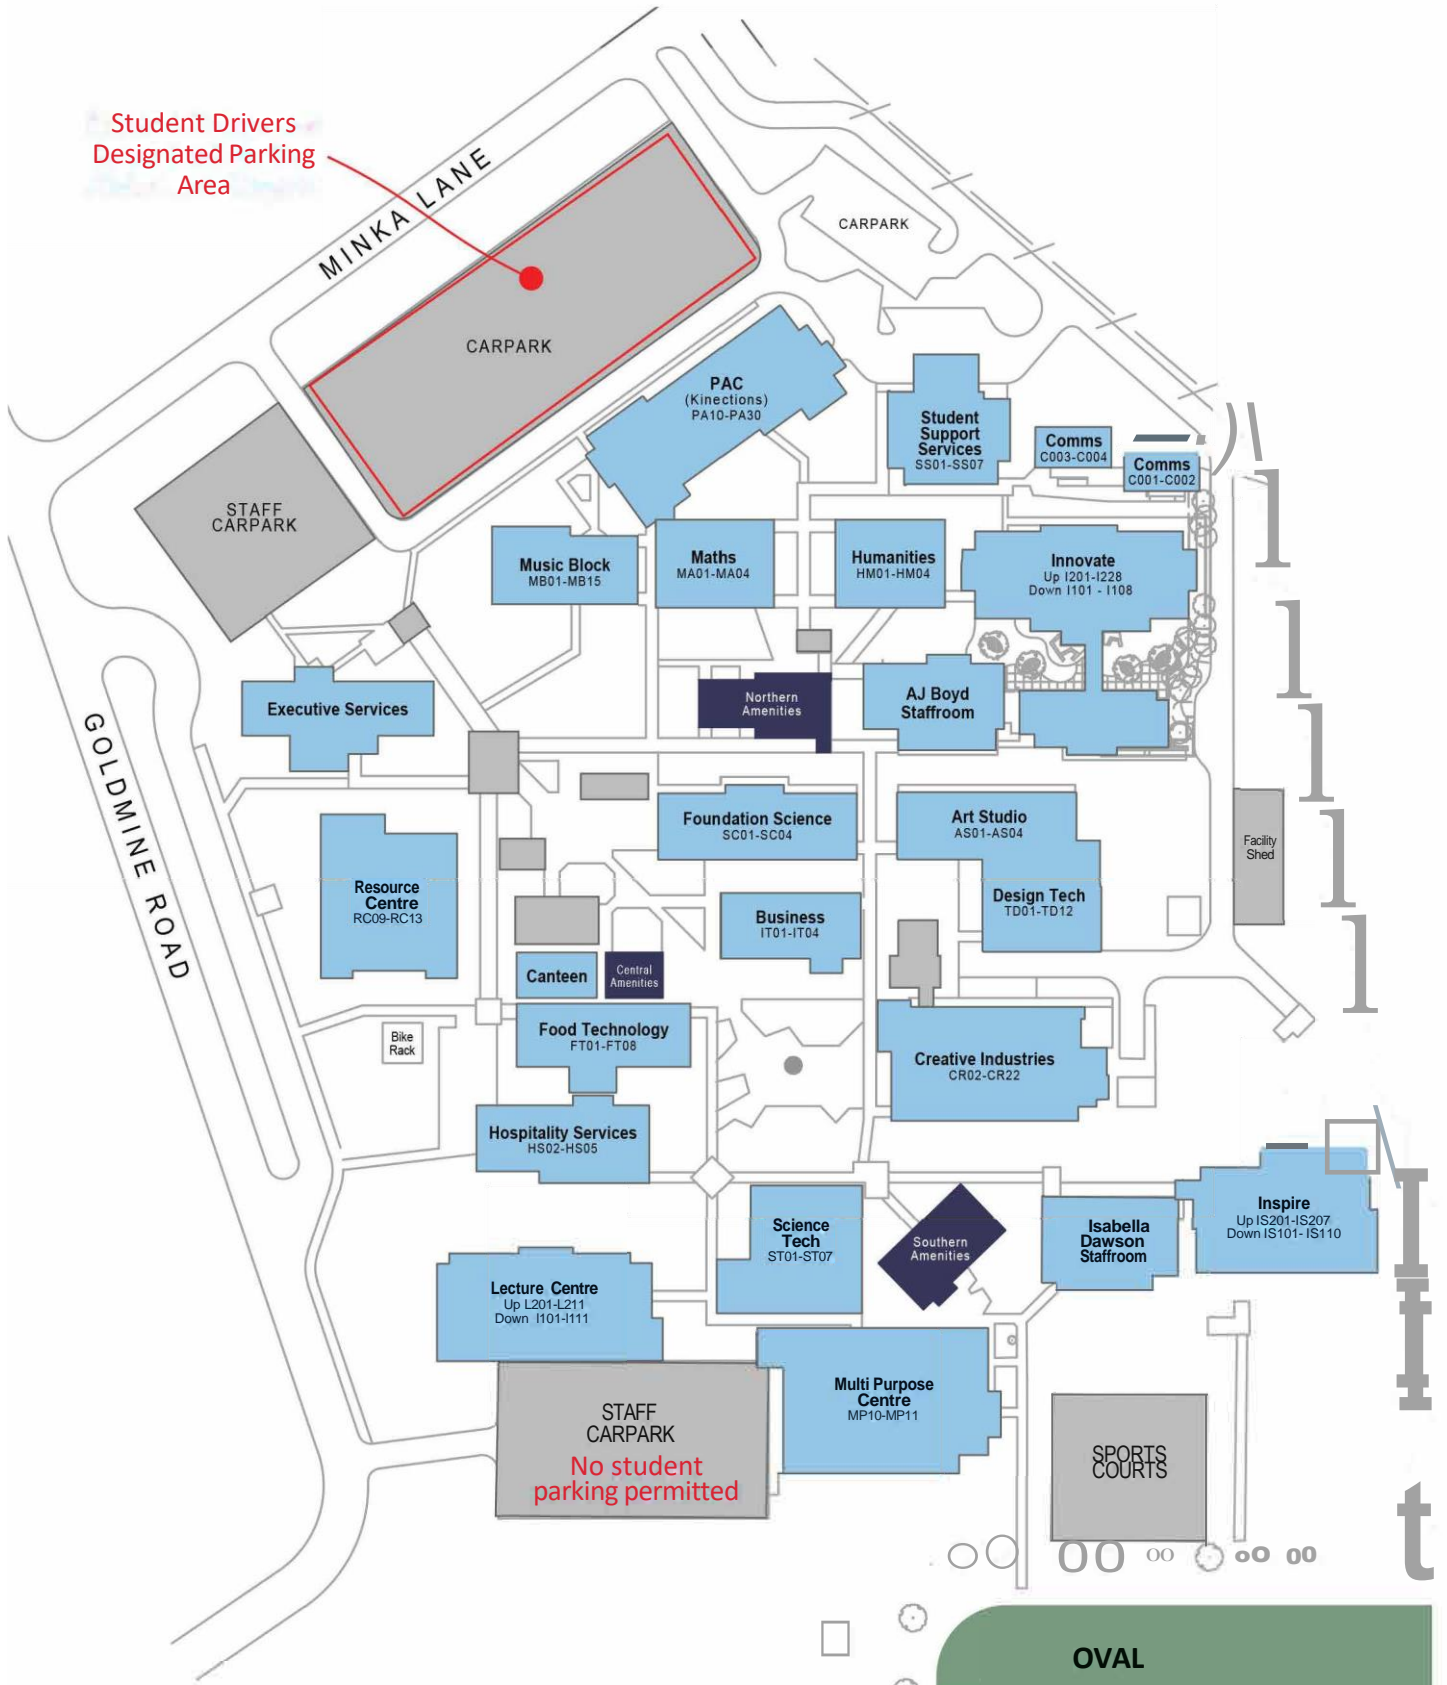 Student Drivers
Designated Parking
Area
MINKA LANE
CARPARK
CARPARK
STAFF
CARPARK
GOLDMINE ROAD
PAC
(Kinections)
PA10-PA30
Student
Support
Services
SS01-SS07
Comms
C003-C004
Comms
C001-C002
Music Block
MB01-MB15
Maths
MA01-MA04
Humanities
HM01-HM04
Innovate
Up I201-I228
Down I101 - I108
Executive Services
Northern
Amenities
AJ Boyd
Staffroom
Foundation Science
SC01-SC04
Art Studio
AS01-AS04
Facility
Shed
Resource
Centre
RC09-RC13
Business
IT01-IT04
Design Tech
TD01-TD12
Canteen
Central
Amenities
Bike
Rack
Food Technology
FT01-FT08
Creative Industries
CR02-CR22
Hospitality Services
HS02-HS05
Science
Tech
ST01-ST07
Southern
Amenities
Isabella
Dawson
Staffroom
Inspire
Up IS201-IS207
Down IS101- IS110
Lecture Centre
Up L201-L211
Down I101-I111
Multi Purpose
Centre
MP10-MP11
STAFF
CARPARK
No student
parking permitted
SPORTS
COURTS
OVAL